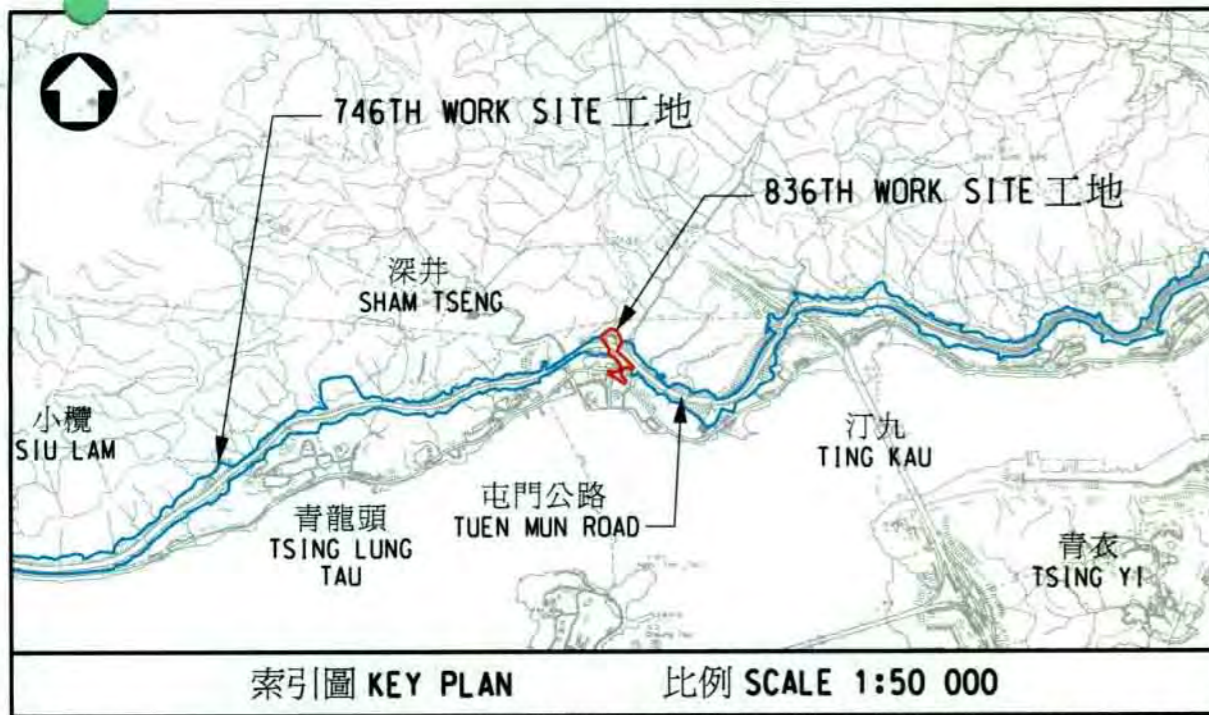 746TH WORK SITE 工地
836TH WORK SITE 工地
深井
SHAM TSENG
小欖
SIU LAM
汀九
TING KAU
屯門公路
TUEN MUN ROAD
青龍頭
TSING LUNG
TAU
青衣
TSING YI
索引圖 KEY PLAN
比例 SCALE 1:50 000